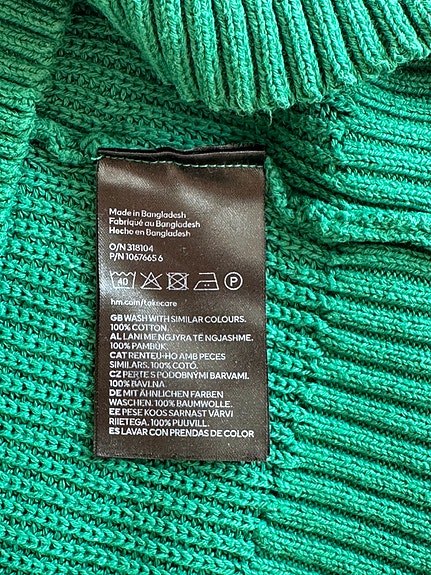 Made in Bangladesh
Fabriqué au Bangladesh
Hecho en Bangladesh
O/N 318104
P/N 1067665 6
40 P
hm.com/takecare
GB WASH WITH SIMILAR COLOURS.
100% COTTON.
AL LANI ME NGJYRA TË NGJASHME.
100% PAMBUK.
CAT RENTEU-HO AMB PECES
SIMILARS. 100% COTÓ.
CZ PERTE S PODOBNÝMI BARVAMI.
100% BAVLNA.
DE MIT ÄHNLICHEN FARBEN
WASCHEN. 100% BAUMWOLLE.
EE PESE KOOS SARNAST VÄRVI
RIIETEGA. 100% PUUVILL.
ES LAVAR CON PRENDAS DE COLOR